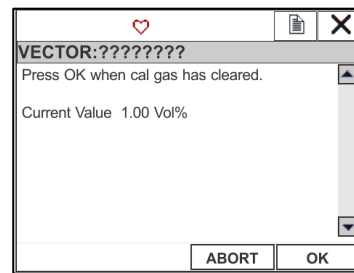 VECTOR:????????
Press OK when cal gas has cleared.
Current Value 1.00 Vol%
ABORT OK